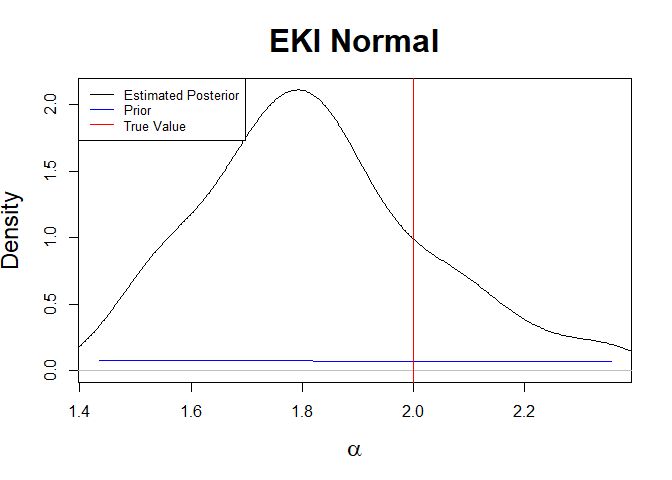 EKI Normal
Estimated Posterior
Prior
True Value
Density
0.0
0.5
1.0
1.5
2.0
1.4
1.6
1.8
2.0
2.2
α